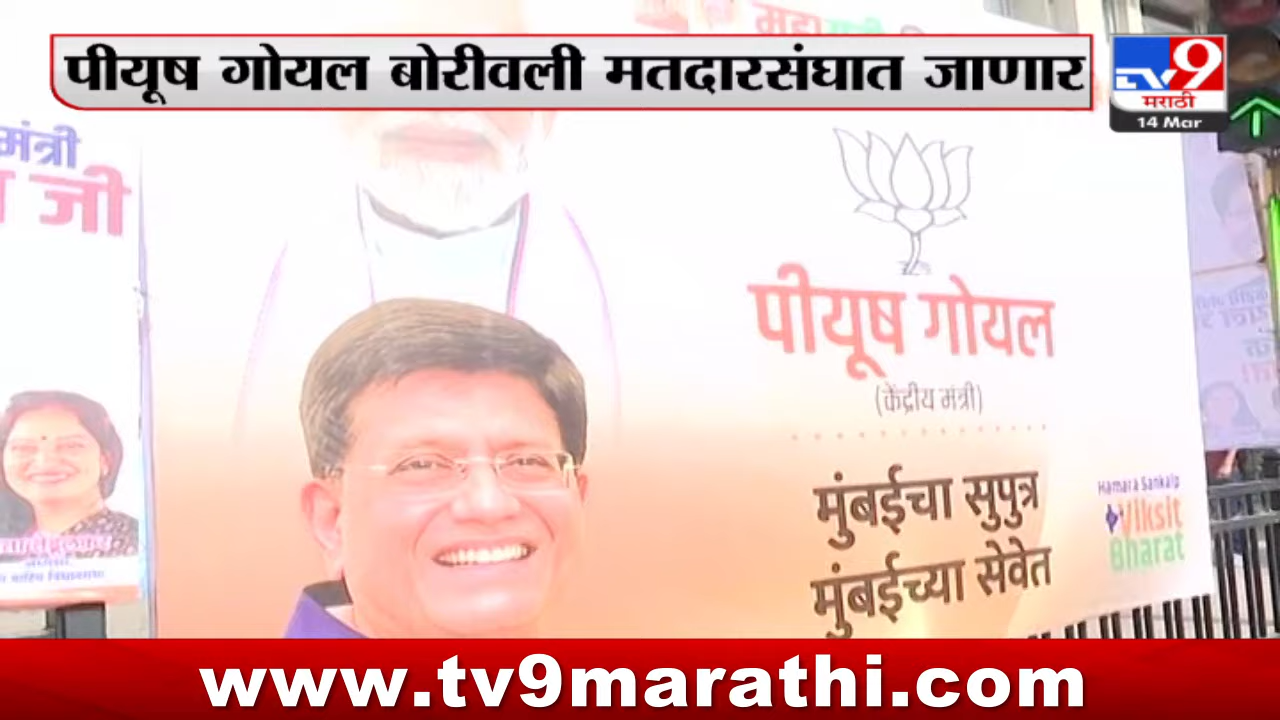 पीयूष गोयल बोरीवली मतदारसंघात जाणार
TV9
मराठी
14 Mar
मंत्री
जी
पीयूष गोयल
(केंद्रीय मंत्री)
मुंबईचा सुपुत्र
मुंबईच्या सेवेत
Hamara Sankalp
Viksit
Bharat
www.tv9marathi.com